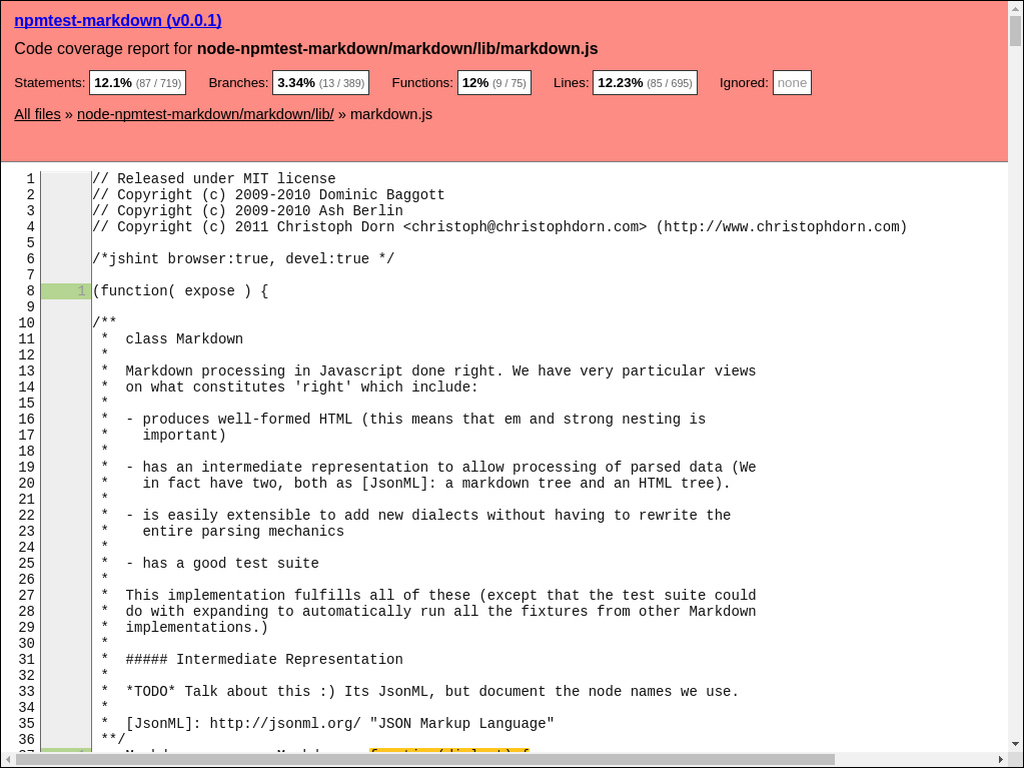 npmtest-markdown (v0.0.1)
Code coverage report for node-npmtest-markdown/markdown/lib/markdown.js
Statements: 12.1% (87 / 719) Branches: 3.34% (13 / 389) Functions: 12% (9 / 75) Lines: 12.23% (85 / 695) Ignored: none
All files » node-npmtest-markdown/markdown/lib/ » markdown.js
1 // Released under MIT license
2 // Copyright (c) 2009-2010 Dominic Baggott
3 // Copyright (c) 2009-2010 Ash Berlin
4 // Copyright (c) 2011 Christoph Dorn <christoph@christophdorn.com> (http://www.christophdorn.com)
5
6 /*jshint browser:true, devel:true */
7
8 1 (function( expose ) {
9
10 /**
11 * class Markdown
12 *
13 * Markdown processing in Javascript done right. We have very particular views
14 * on what constitutes 'right' which include:
15 *
16 * - produces well-formed HTML (this means that em and strong nesting is
17 * important)
18 *
19 * - has an intermediate representation to allow processing of parsed data (We
20 * in fact have two, both as [JsonML]: a markdown tree and an HTML tree).
21 *
22 * - is easily extensible to add new dialects without having to rewrite the
23 * entire parsing mechanics
24 *
25 * - has a good test suite
26 *
27 * This implementation fulfills all of these (except that the test suite could
28 * do with expanding to automatically run all the fixtures from other Markdown
29 * implementations.)
30 *
31 * ##### Intermediate Representation
32 *
33 * *TODO* Talk about this :) Its JsonML, but document the node names we use.
34 *
35 * [JsonML]: http://jsonml.org/ "JSON Markup Language"
36 **/